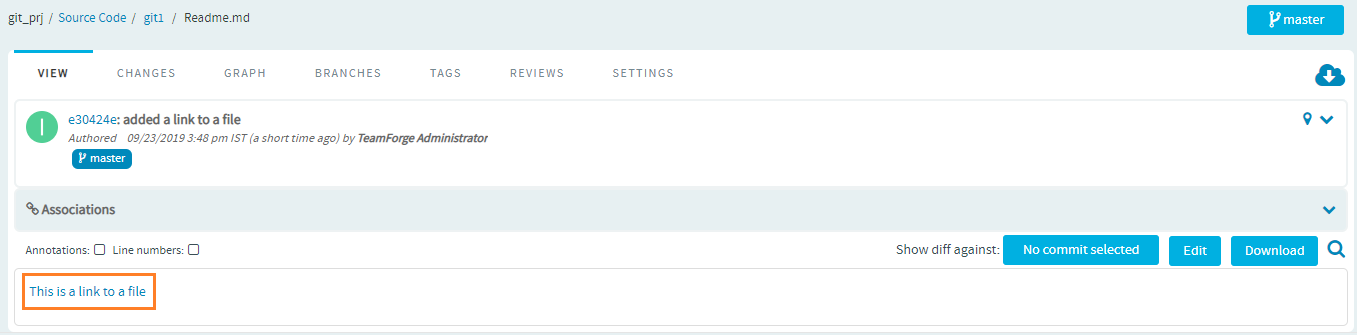 git_prj / Source Code / git1 / Readme.md
master
VIEW CHANGES GRAPH BRANCHES TAGS REVIEWS SETTINGS
e30424e: added a link to a file
Authored 09/23/2019 3:48 pm IST (a short time ago) by TeamForge Administrator
master
Associations
Annotations: Line numbers: Show diff against: No commit selected Edit Download
This is a link to a file